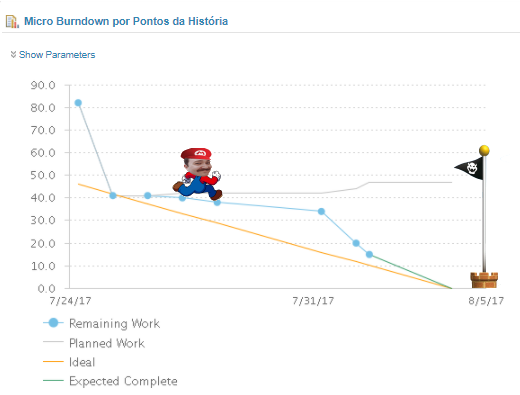 Micro Burndown por Pontos da História
Show Parameters
90.0
80.0
70.0
60.0
50.0
40.0
30.0
20.0
10.0
0.0
7/24/17
7/31/17
8/5/17
Remaining Work
Planned Work
Ideal
Expected Complete